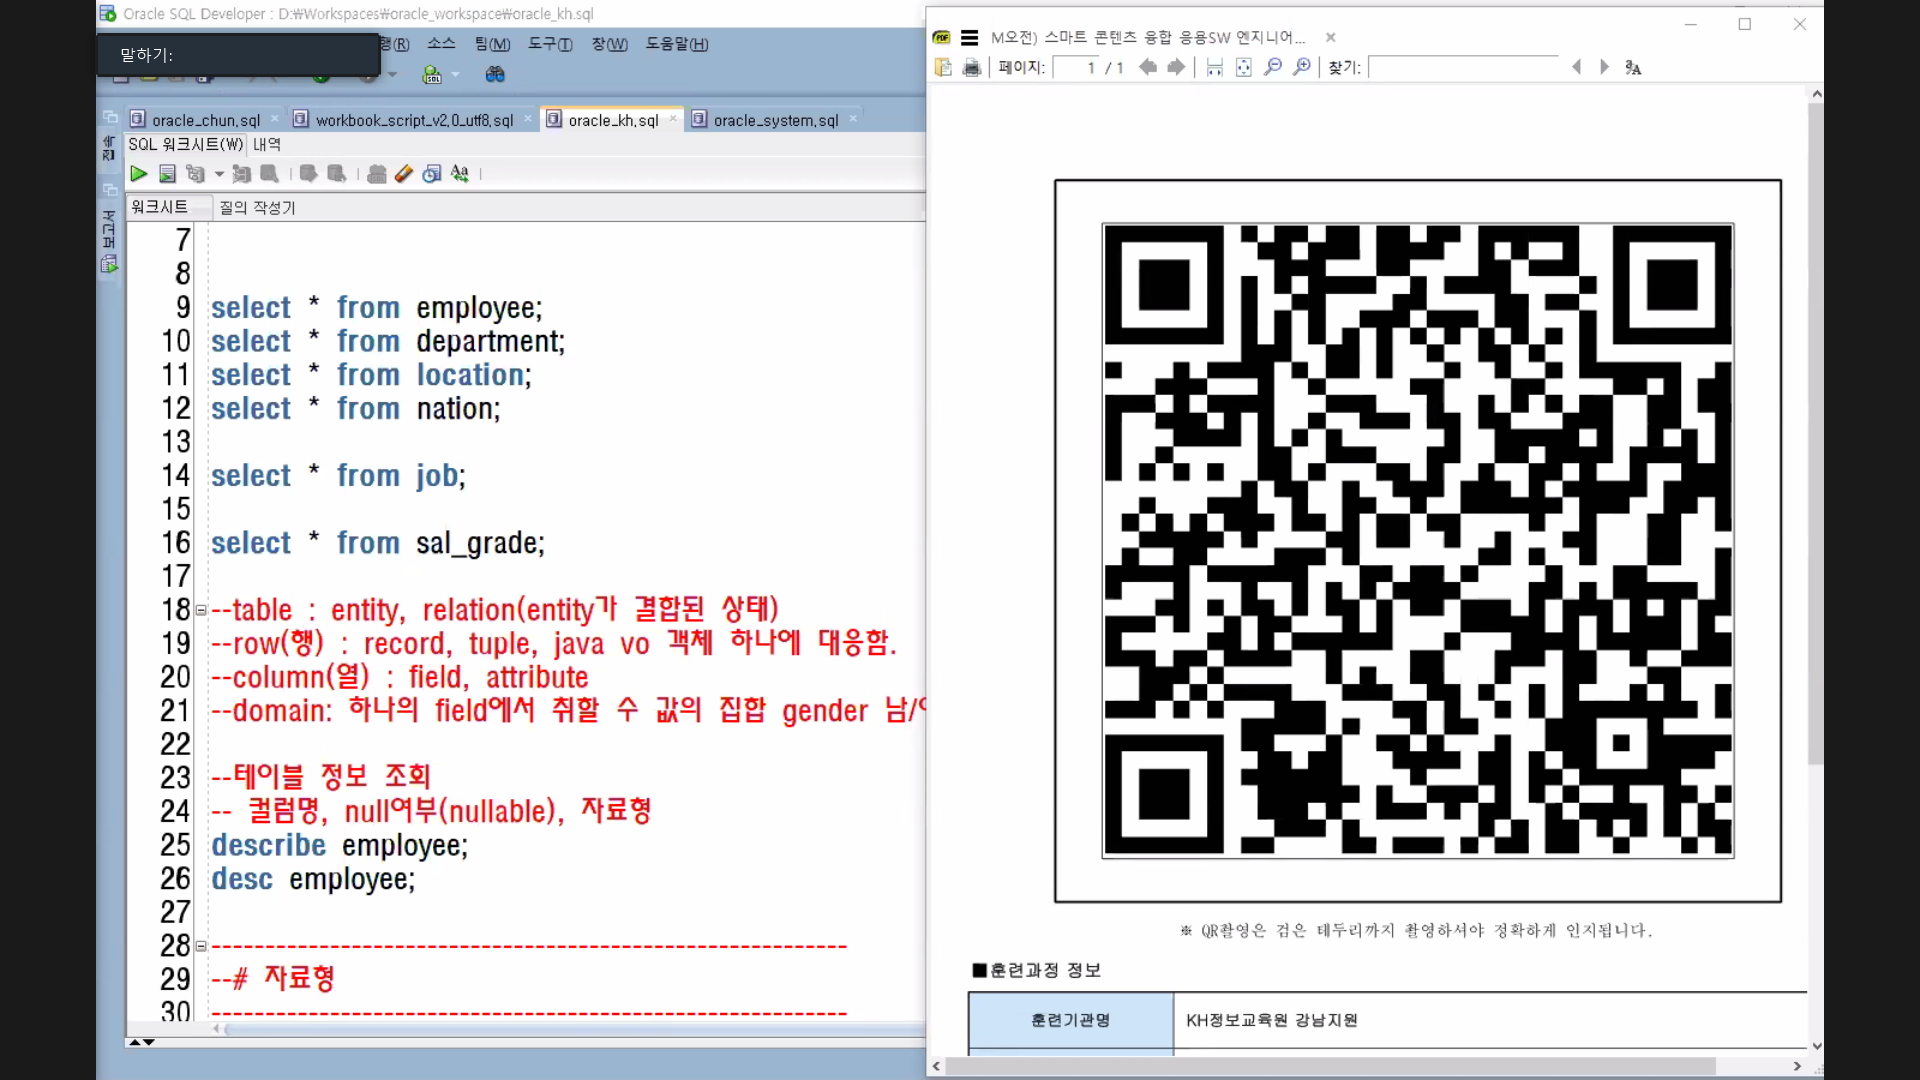 Oracle SQL Developer : D:₩Workspaces₩oracle_workspace₩oracle_kh.sql
말하기:
행(R) 소스 팀(M) 도구(T) 창(W) 도움말(H)
oracle_chun.sql workbook_script_v2.0_utf8.sql oracle_kh.sql oracle_system.sql
SQL 워크시트(W) 내역
워크시트 질의 작성기
접속
보고서
7
8
9 select * from employee;
10 select * from department;
11 select * from location;
12 select * from nation;
13
14 select * from job;
15
16 select * from sal_grade;
17
18 --table : entity, relation(entity가 결합된 상태)
19 --row(행) : record, tuple, java vo 객체 하나에 대응함.
20 --column(열) : field, attribute
21 --domain: 하나의 field에서 취할 수 값의 집합 gender 남/
22
23 --테이블 정보 조회
24 -- 컬럼명, null여부(nullable), 자료형
25 describe employee;
26 desc employee;
27
28 -----------------------------------------------------------
29 --# 자료형
30 -----------------------------------------------------------
M오전) 스마트 콘텐츠 융합 응용SW 엔지니어...
페이지: 1 / 1 찾기:
※ QR촬영은 검은 테두리까지 촬영하셔야 정확하게 인지됩니다.
■훈련과정 정보
훈련기관명 KH정보교육원 강남지원